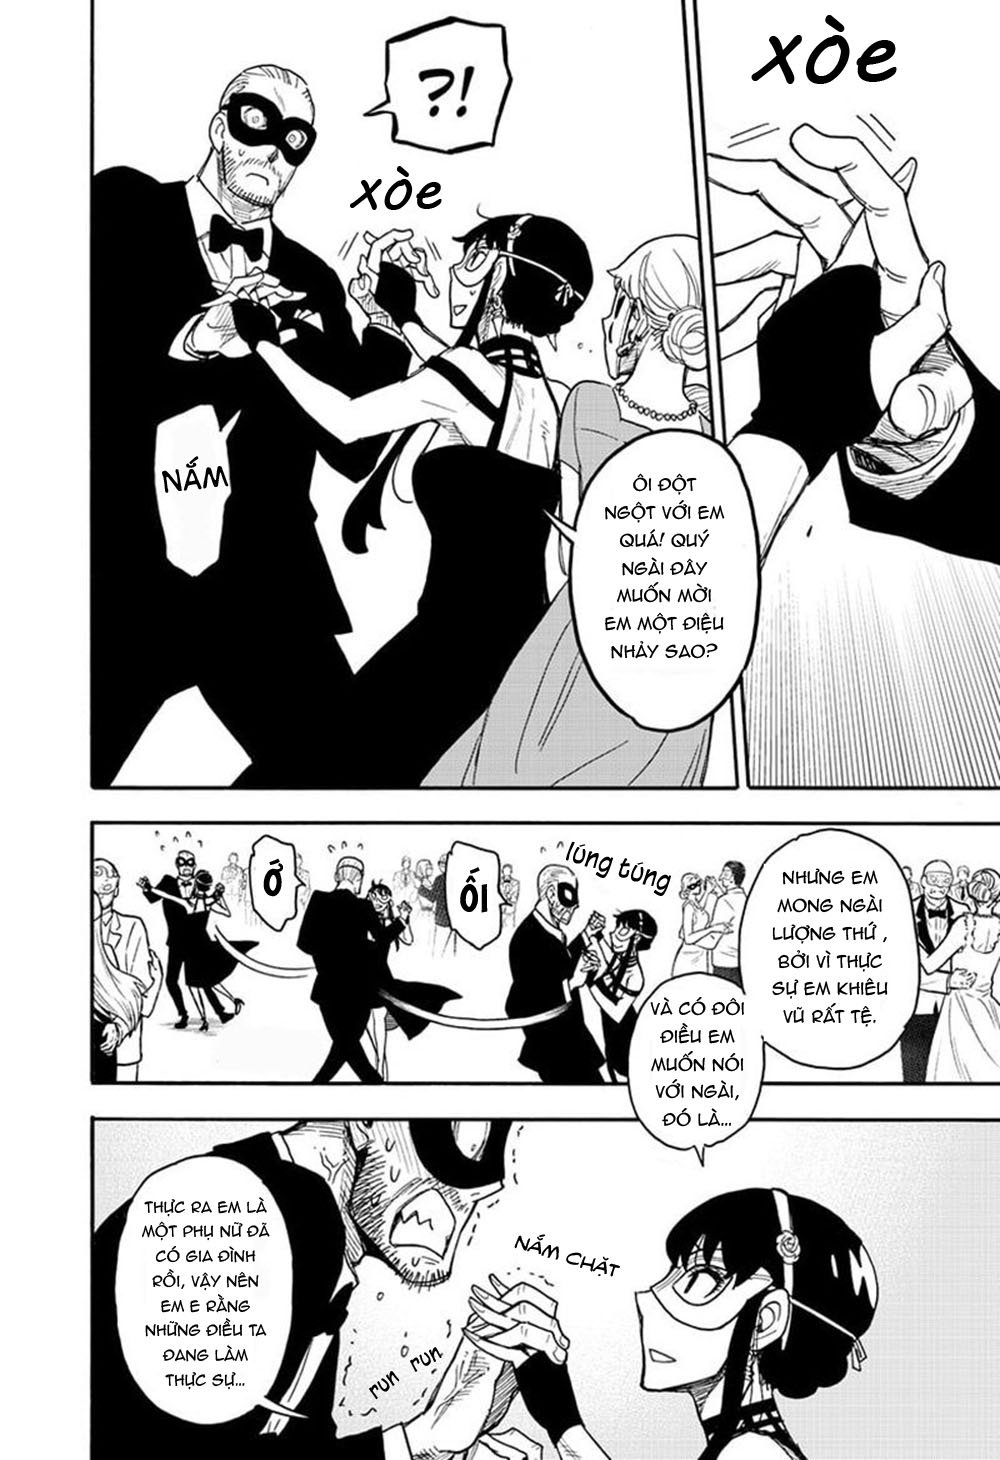 XÒE
?!
XÒE
NẮM
ÔI ĐỘT
NGỘT VỚI EM
QUÁ! QUÝ
NGÀI ĐÂY
MUỐN MỜI
EM MỘT ĐIỆU
NHẢY SAO?
NHƯNG EM
MONG NGÀI
LƯỢNG THỨ ,
BỞI VÌ THỰC
SỰ EM KHIÊU
VŨ RẤT TỆ.
lúng túng
ỐI
Ớ
VÀ CÓ ĐÔI
ĐIỀU EM
MUỐN NÓI
VỚI NGÀI,
ĐÓ LÀ...
THỰC RA EM LÀ
MỘT PHỤ NỮ ĐÃ
CÓ GIA ĐÌNH
RỒI, VẬY NÊN
EM E RẰNG
NHỮNG ĐIỀU TA
ĐANG LÀM
THỰC SỰ...
NẮM CHẶT
run run